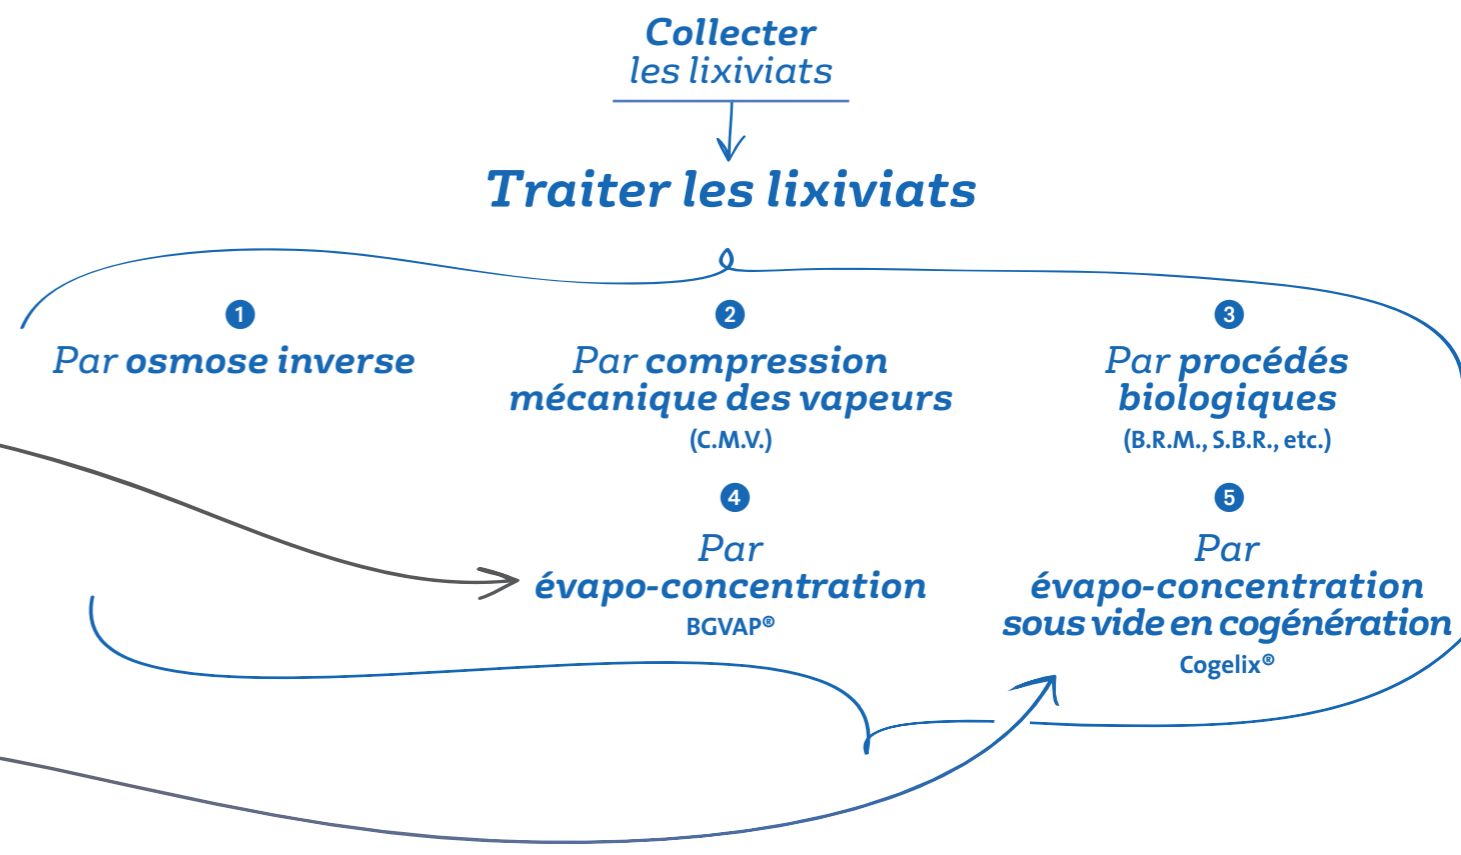 Collecter
les lixiviats
Traiter les lixiviats
1
Par osmose inverse
2
Par compression
mécanique des vapeurs
(C.M.V.)
3
Par procédés
biologiques
(B.R.M., S.B.R., etc.)
4
Par
évapo-concentration
BGVAP®
5
Par
évapo-concentration
sous vide en cogénération
Cogelix®